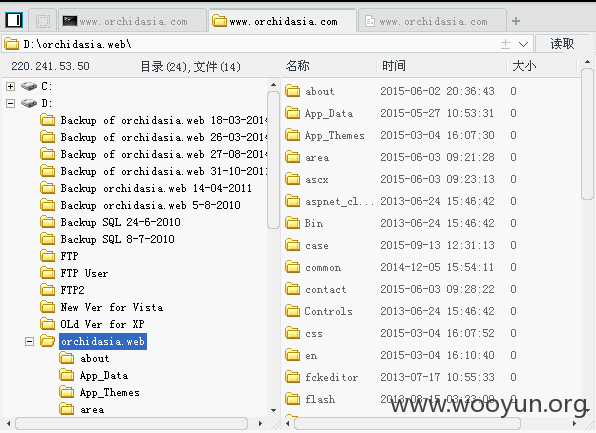 www.orchidasia.com
www.orchidasia.com
www.orchidasia.com
D:\orchidasia.web\
读取
220.241.53.50
目录(24),文件(14)
C:
D:
Backup of orchidasia.web 18-03-2014
Backup of orchidasia.web 26-03-2014
Backup of orchidasia.web 27-08-2014
Backup of orchidasia.web 31-10-2011
Backup orchidasia.web 14-04-2011
Backup orchidasia.web 5-8-2010
Backup SQL 24-6-2010
Backup SQL 8-7-2010
FTP
FTP User
FTP2
New Ver for Vista
OLd Ver for XP
orchidasia.web
about
App_Data
App_Themes
area
名称 时间 大小
about 2015-06-02 20:36:43 0
App_Data 2015-05-27 10:53:31 0
App_Themes 2015-03-04 16:07:30 0
area 2015-06-03 09:21:28 0
ascx 2015-06-03 09:23:13 0
aspnet_cl... 2013-06-24 15:46:42 0
Bin 2013-06-24 15:46:42 0
case 2015-09-13 12:31:13 0
common 2014-12-05 15:54:11 0
contact 2015-06-03 09:28:22 0
Controls 2013-06-24 15:46:42 0
css 2015-03-04 16:07:52 0
en 2015-03-04 16:10:40 0
fckeditor 2013-07-17 10:55:33 0
flash
www.wooyun.org